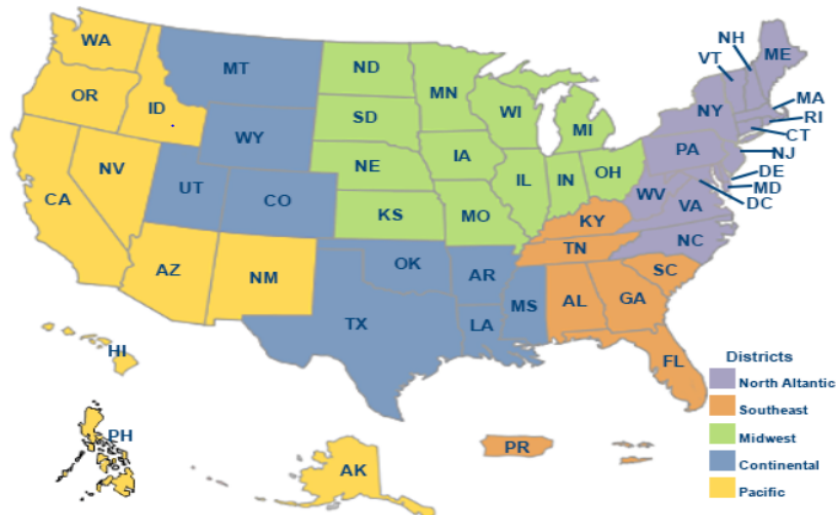 WA
MT
ND
MN
NH
VT
ME
OR
ID
SD
WI
MI
NY
MA
RI
CT
WY
NE
IA
PA
NJ
NV
UT
CO
IL
IN
OH
WV
DE
MD
DC
CA
KS
MO
KY
VA
AZ
NM
OK
AR
TN
NC
TX
LA
MS
AL
GA
SC
HI
FL
PH
AK
PR
Districts
North Altantic
Southeast
Midwest
Continental
Pacific